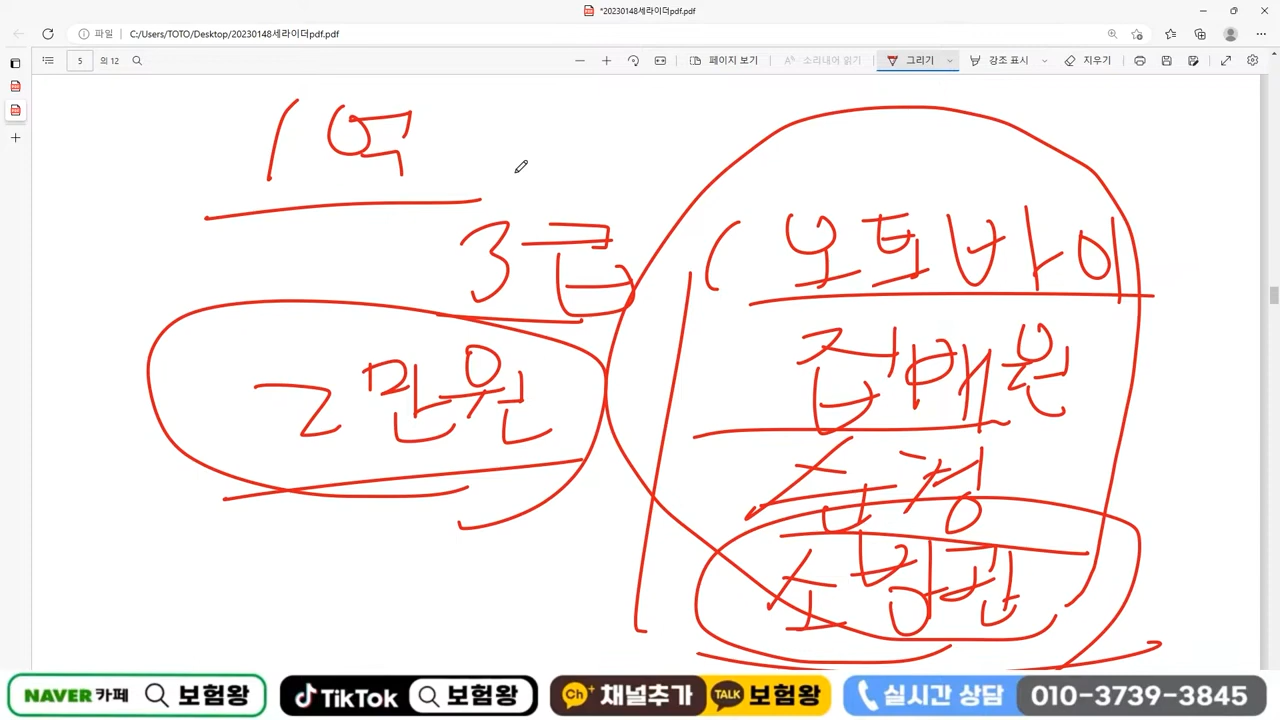 *20230148세라이더pdf.pdf
파일 C:/Users/TOTO/Desktop/20230148세라이더pdf.pdf
5 의 12 페이지 보기 소리내어 읽기 그리기 강조 표시 지우기
1억
3급
2만원
(오토바이
집배원
순경
소방관
NAVER 카페 보험왕 TikTok 보험왕 Ch+ 채널추가 TALK 보험왕 실시간 상담 010-3739-3845